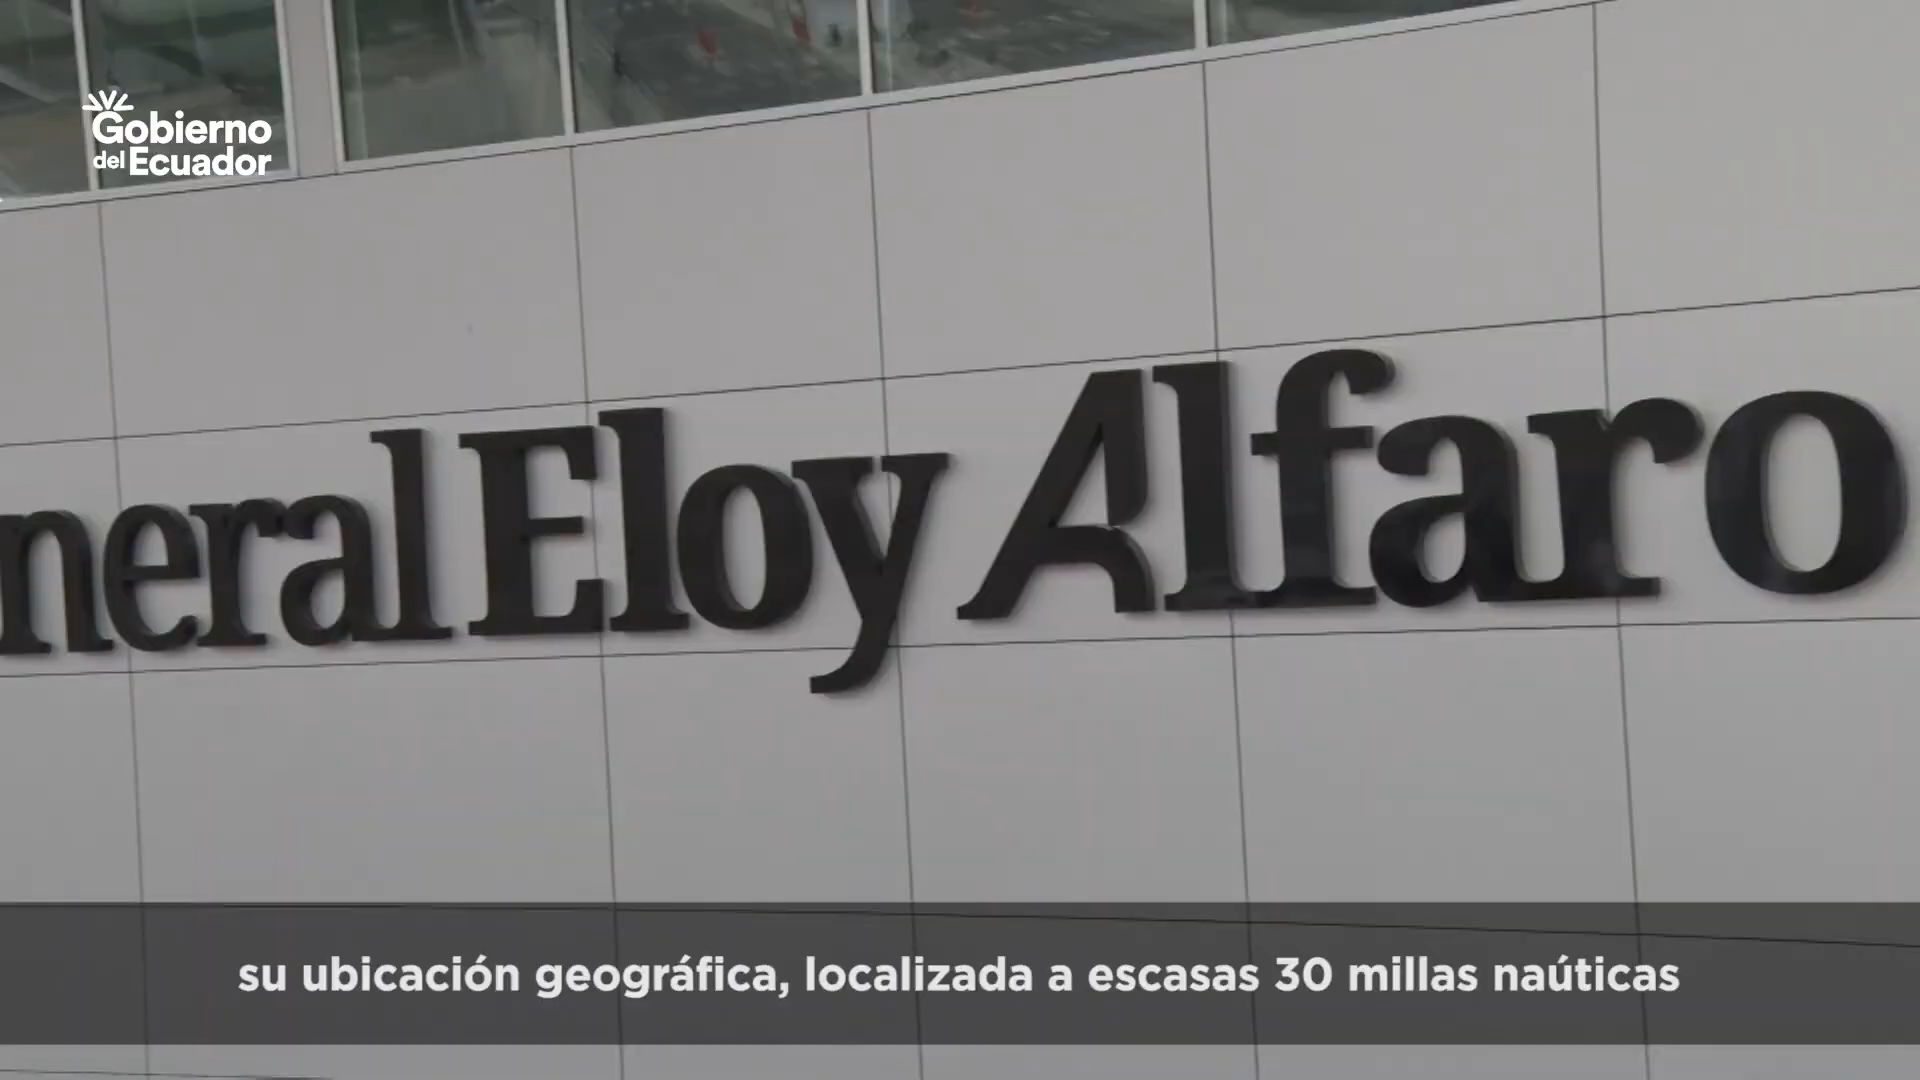 Gobierno
del Ecuador
neral Eloy Alfaro
su ubicación geográfica, localizada a escasas 30 millas naúticas